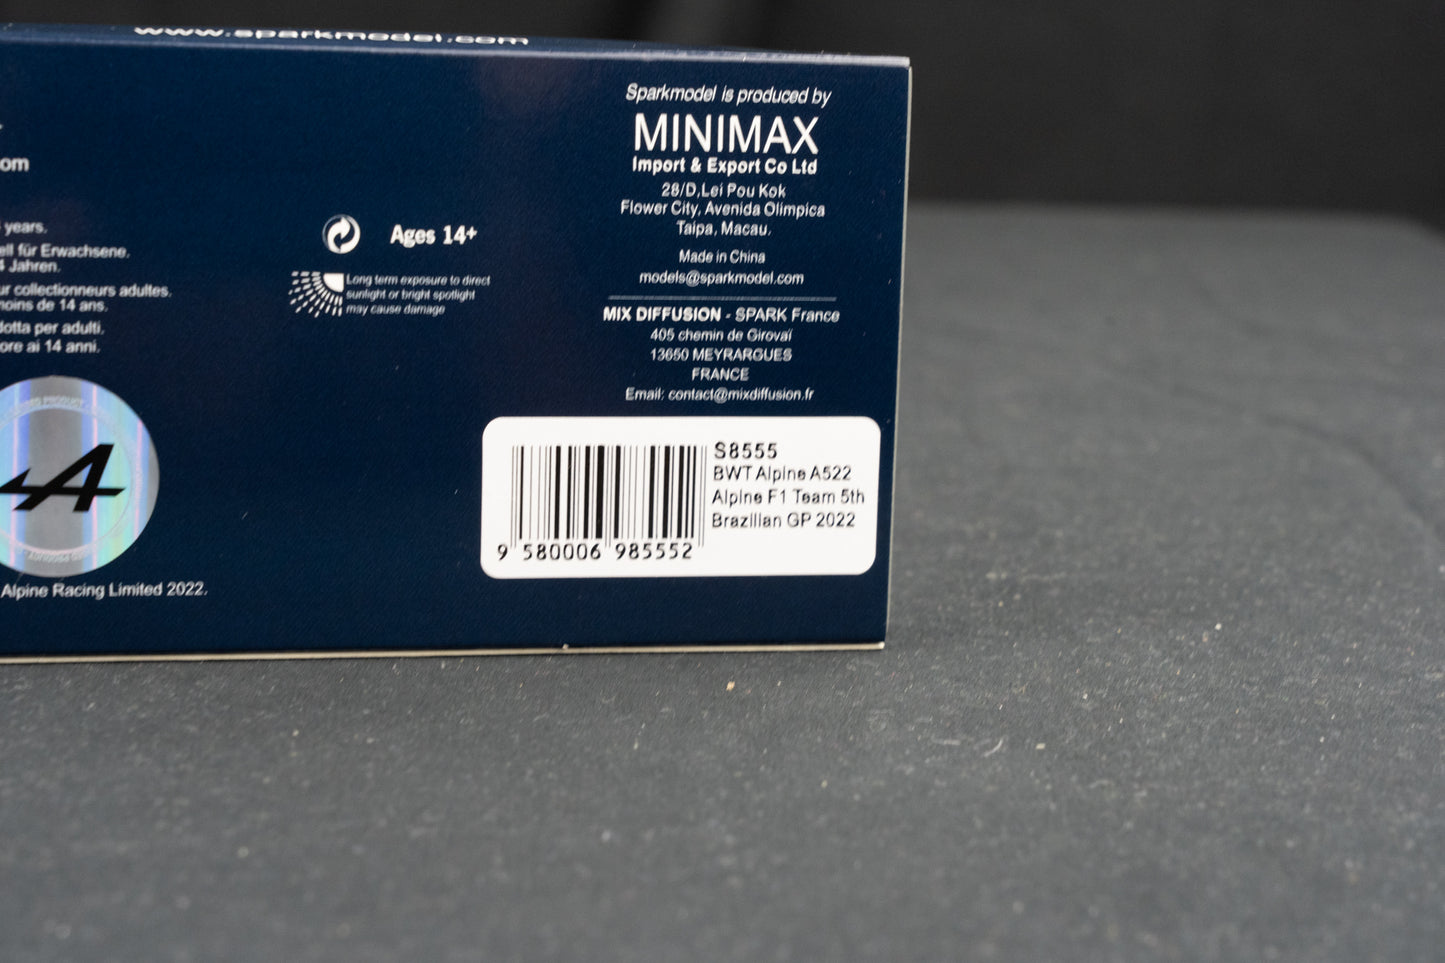 www.sparkmodel.com
om
years.
ell für Erwachsene.
4 Jahren.
ur collectionneurs adultes.
moins de 14 ans.
dotta per adulti.
ore ai 14 anni.
Alpine Racing Limited 2022.
Ages 14+
Long term exposure to direct
sunlight or bright spotlight
may cause damage
Sparkmodel is produced by
MINIMAX
Import & Export Co Ltd
28/D,Lei Pou Kok
Flower City, Avenida Olimpica
Taipa, Macau.
Made in China
models@sparkmodel.com
MIX DIFFUSION - SPARK France
405 chemin de Girovaï
13650 MEYRARGUES
FRANCE
Email: contact@mixdiffusion.fr
S8555
BWT Alpine A522
Alpine F1 Team 5th
Brazilian GP 2022
9 580006 985552